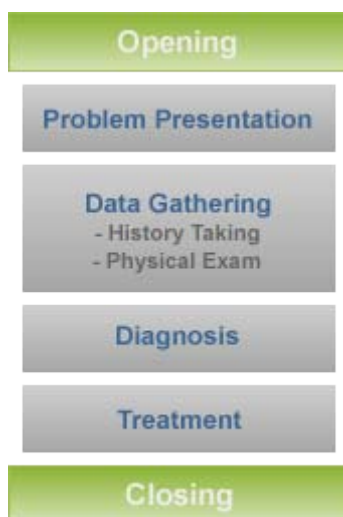 Opening
Problem Presentation
Data Gathering
- History Taking
- Physical Exam
Diagnosis
Treatment
Closing